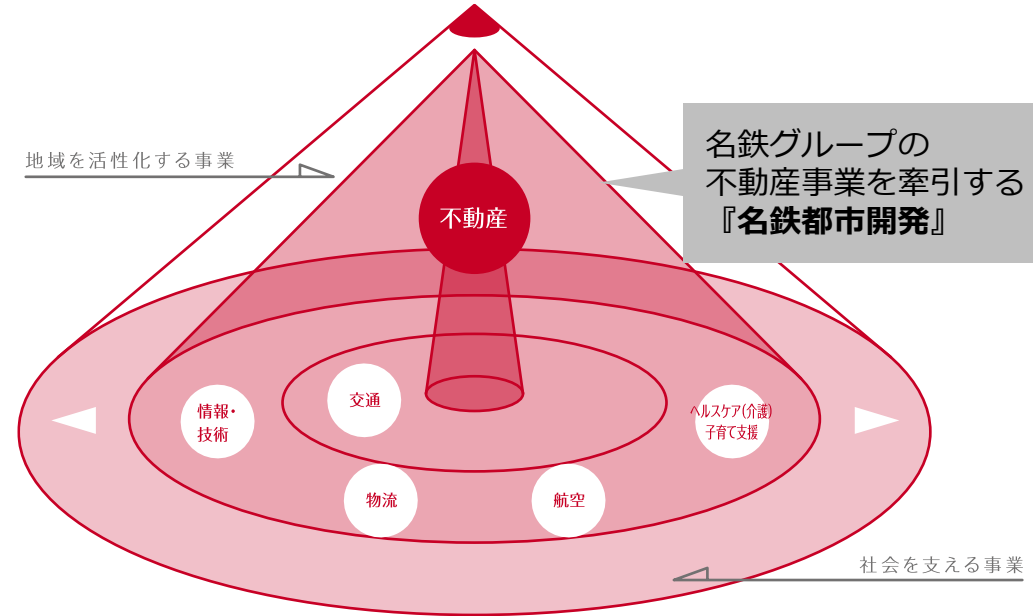 地域を活性化する事業
名鉄グループの
不動産事業を牽引する
『名鉄都市開発』
不動産
交通
情報・
技術
ヘルスケア(介護)
子育て支援
物流
航空
社会を支える事業